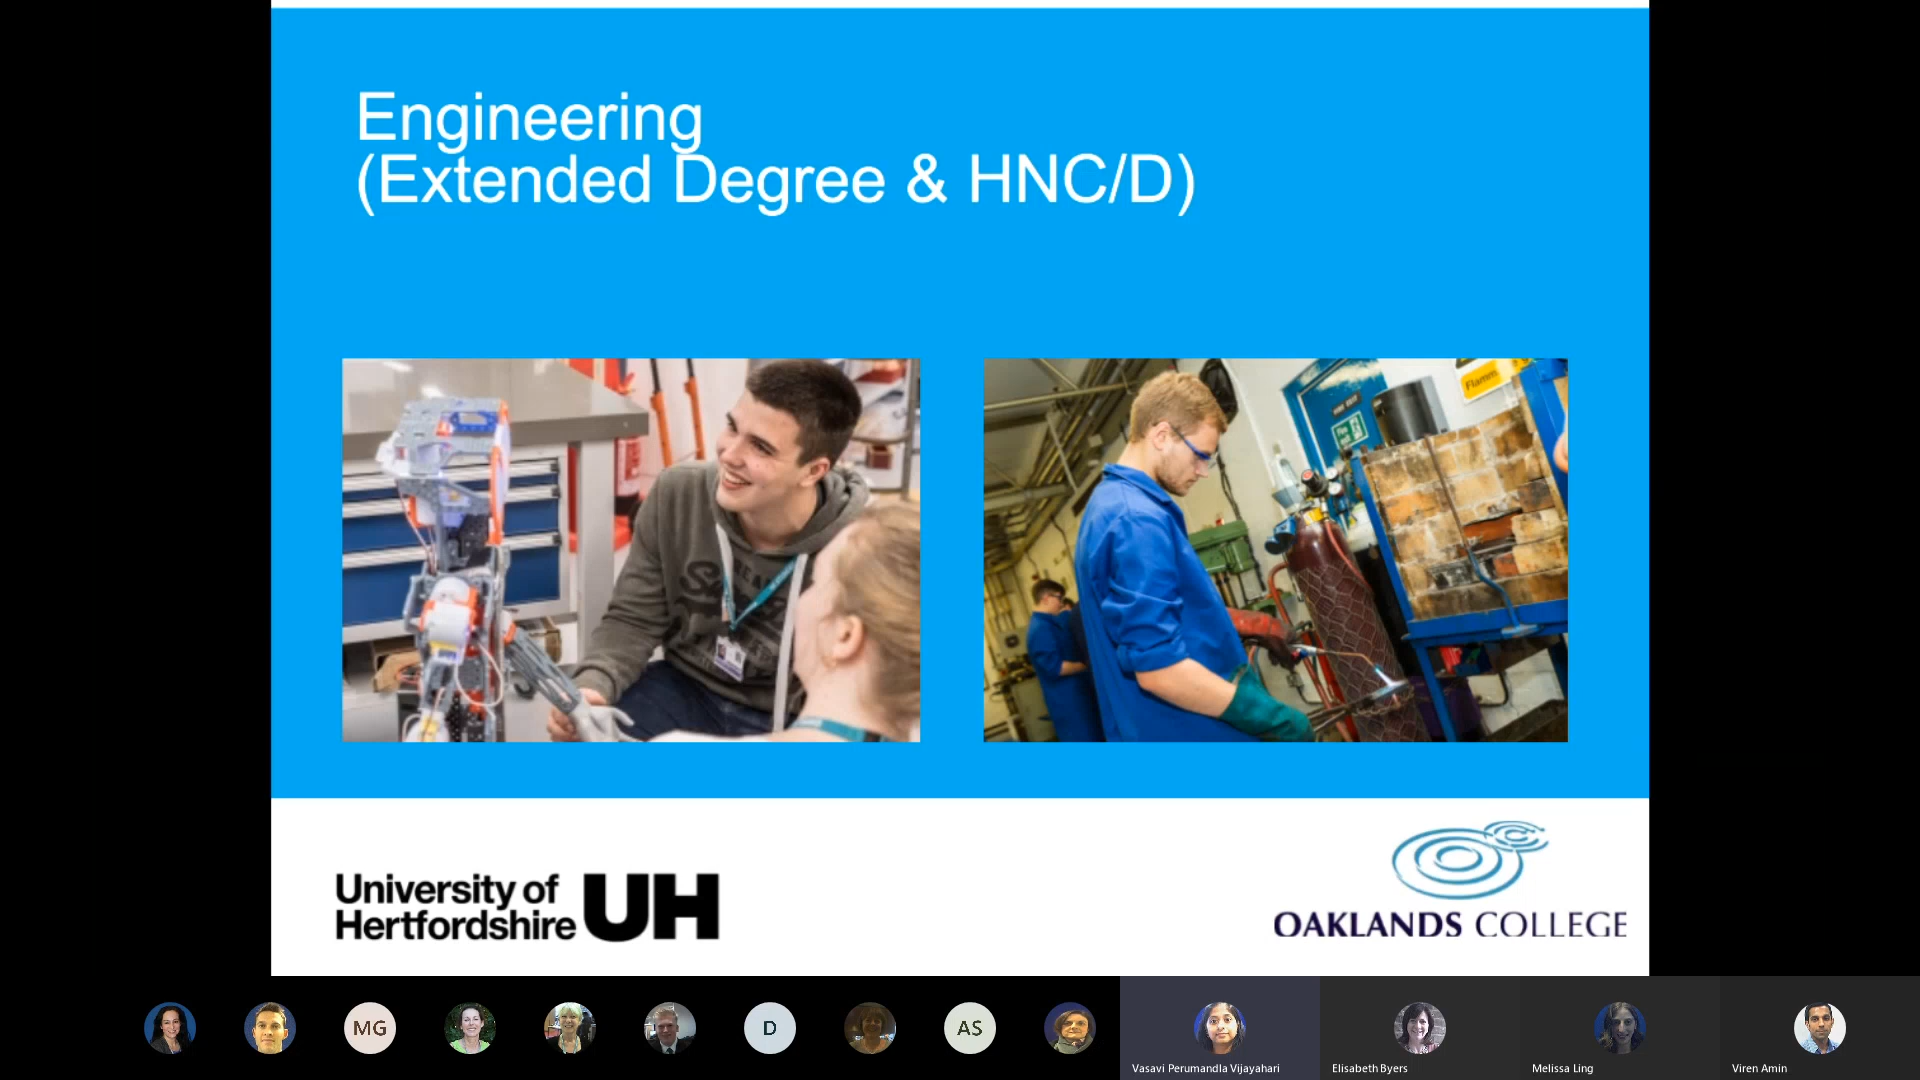 Engineering
(Extended Degree & HNC/D)
Flamm
University of
Hertfordshire
UH
OAKLANDS COLLEGE
MG
D
AS
Vasavi Perumandla Vijayahari
Elisabeth Byers
Melissa Ling
Viren Amin